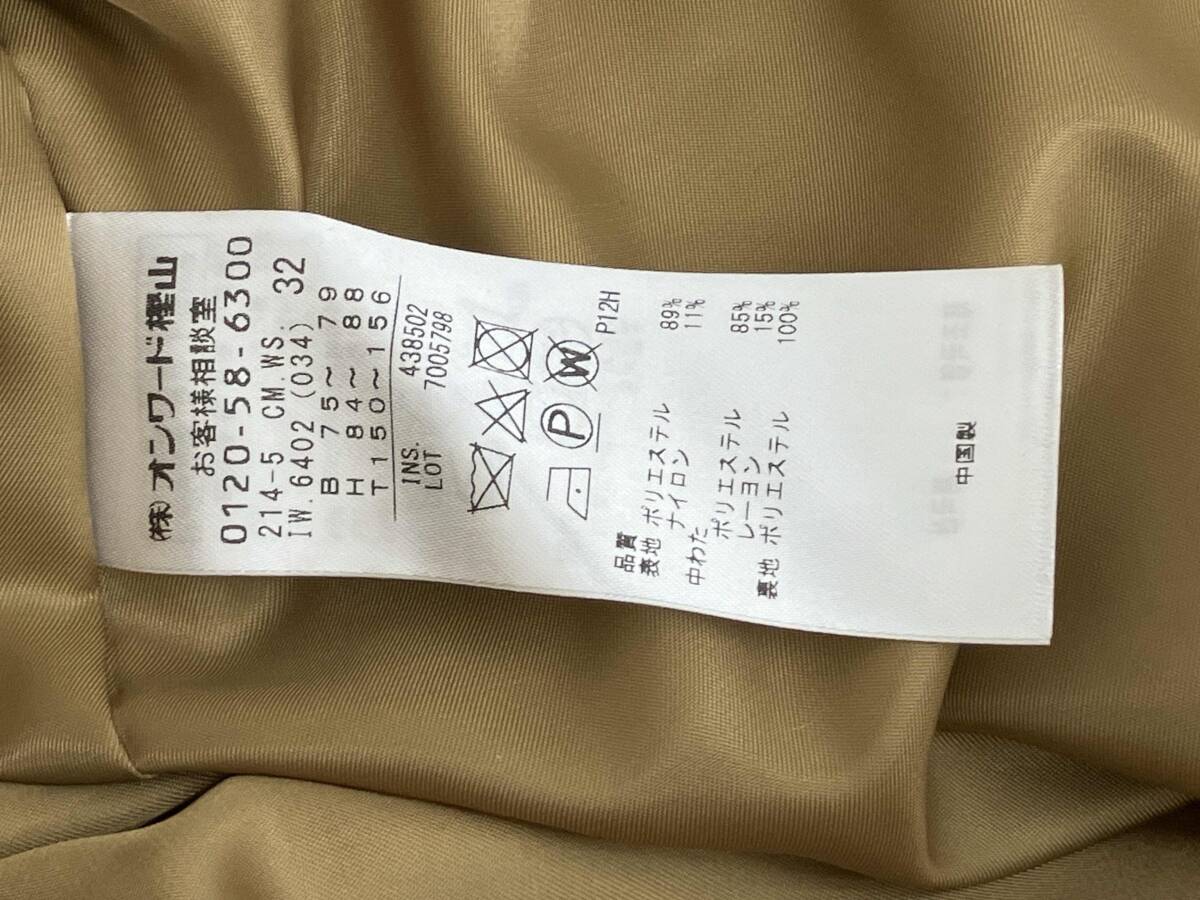 ㈱オンワード樫山
お客様相談室
0120-58-6300
214-5 CM.WS.
IW.6402(034) 32
B 75〜 79
H 84〜 88
T150〜156
INS. 438502
LOT 7005798
P
W
P12H
品質
表地 ポリエステル 89%
ナイロン 11%
中わた
ポリエステル 85%
レーヨン 15%
裏地 ポリエステル 100%
中国製